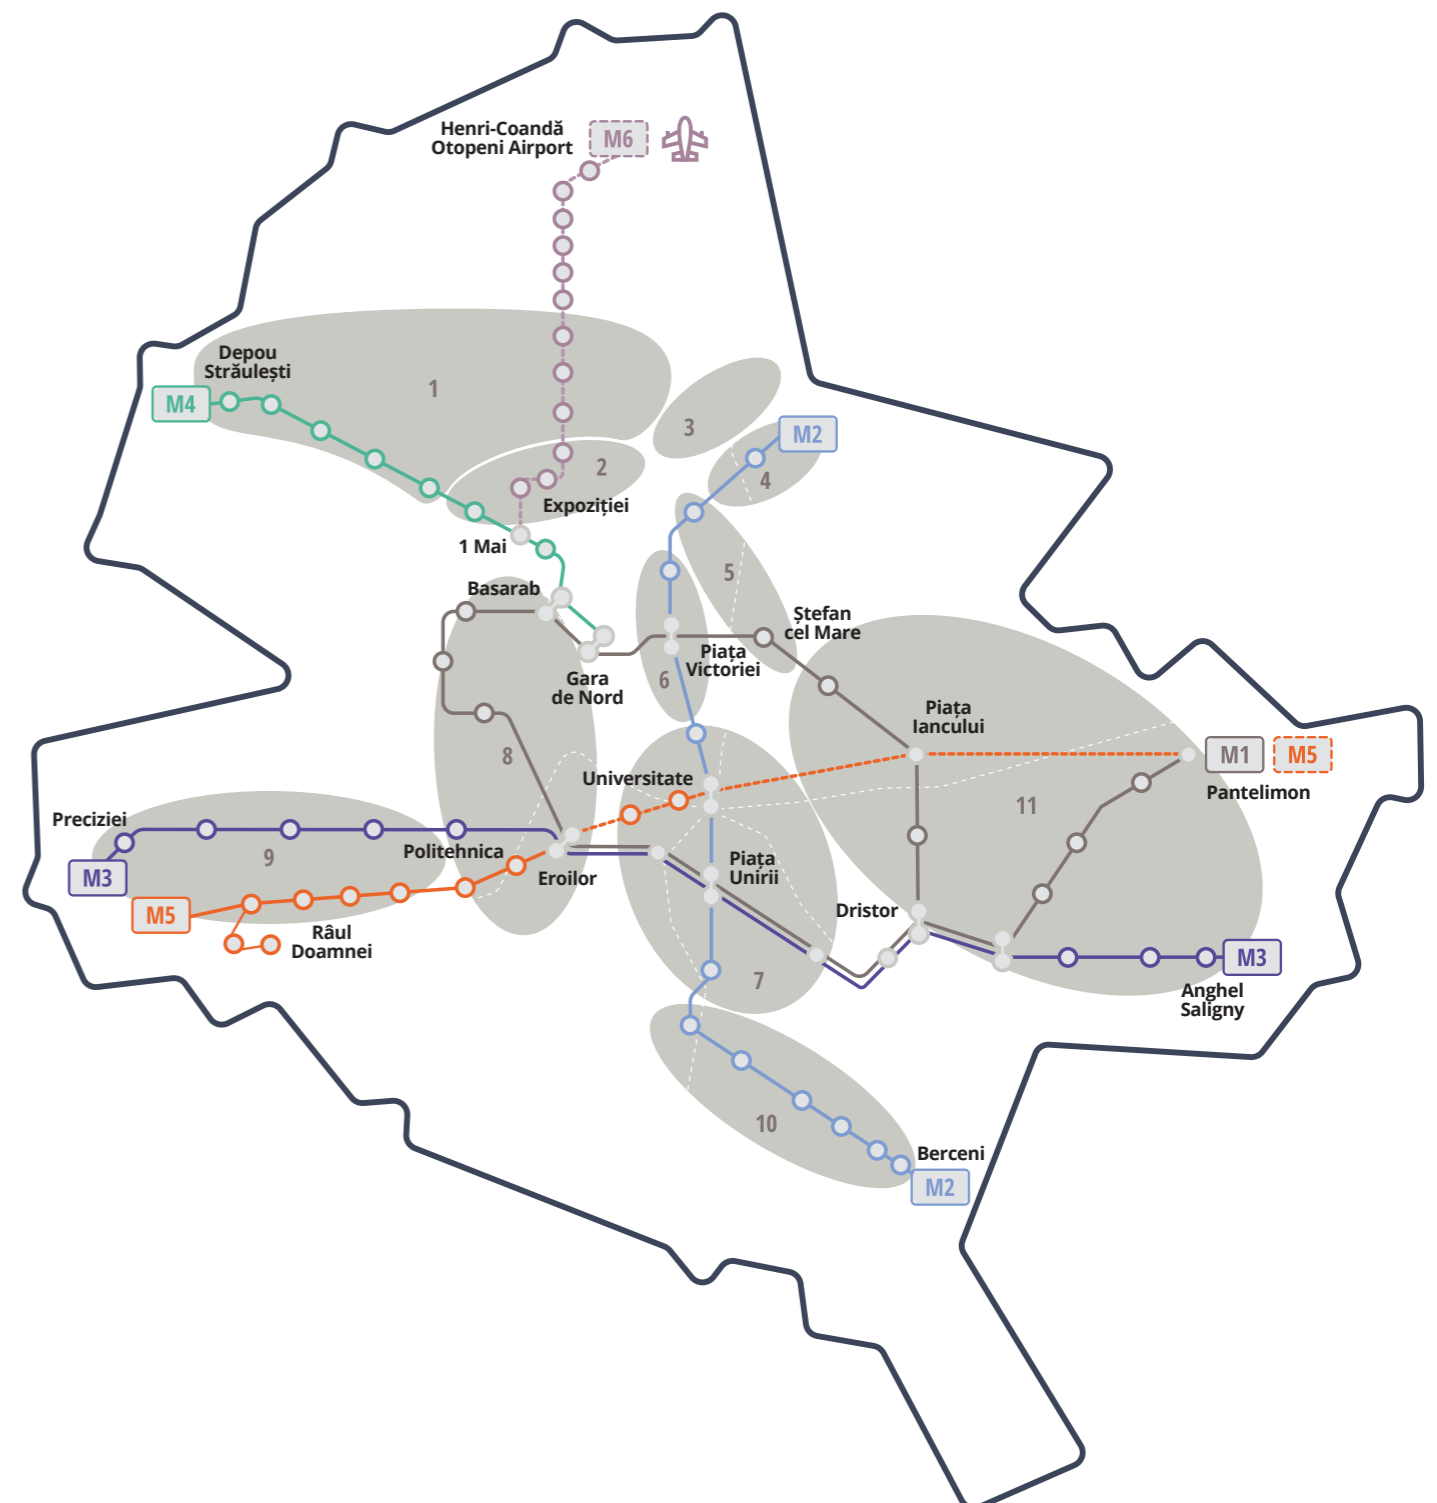 Henri-Coandă
Otopeni Airport
M6
Depou
Străulești
M4
1
3
M2
2
4
Expoziției
1 Mai
5
Basarab
Ștefan
cel Mare
Piața
Victoriei
6
Gara
de Nord
Piața
Iancului
8
Universitate
M1
M5
Pantelimon
11
Preciziei
9
Politehnica
M3
Eroilor
Piața
Unirii
M5
Dristor
Râul
Doamnei
7
M3
Anghel
Saligny
10
Berceni
M2